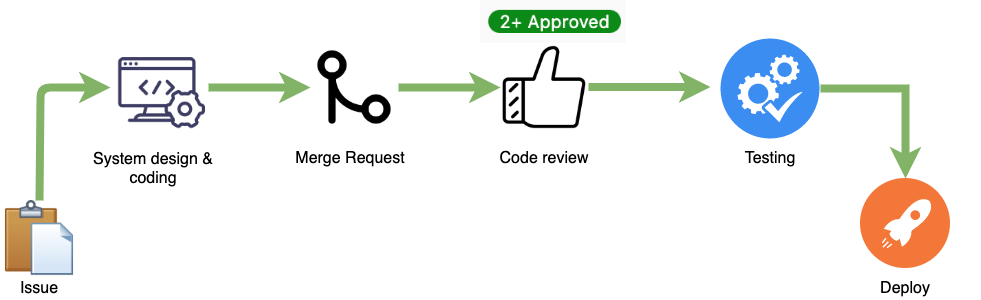 2+ Approved
System design &
coding
Merge Request
Code review
Testing
Issue
Deploy